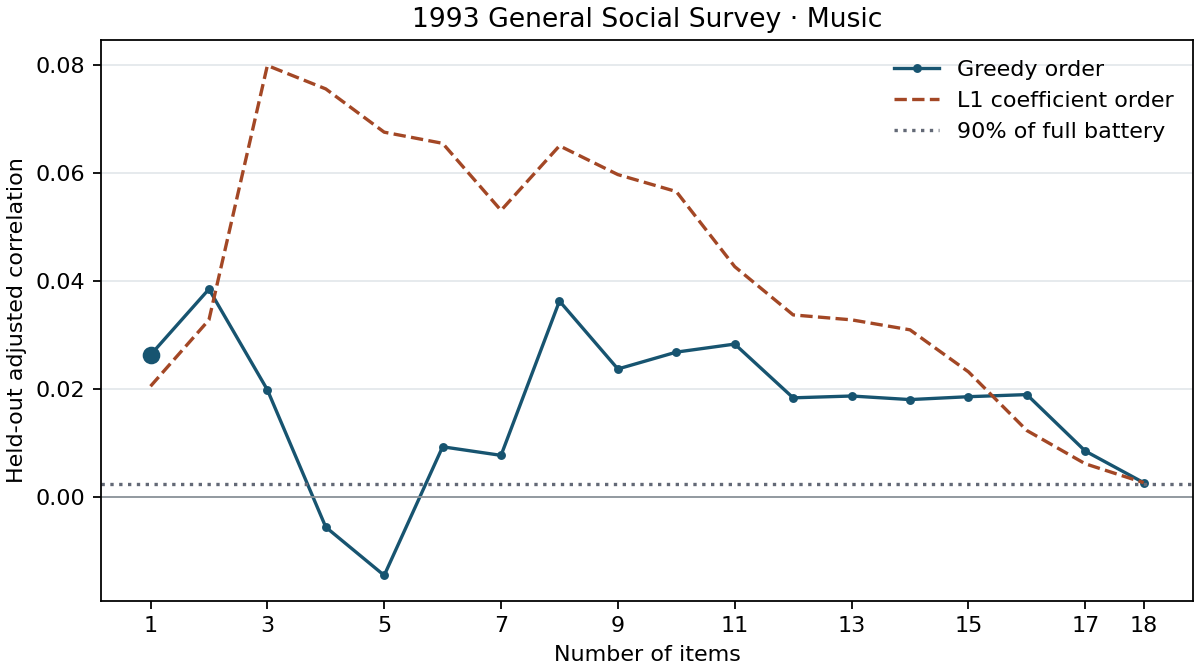 1993 General Social Survey · Music
Held-out adjusted correlation
0.08
0.06
0.04
0.02
0.00
Greedy order
L1 coefficient order
90% of full battery
1 3 5 7 9 11 13 15 17 18
Number of items